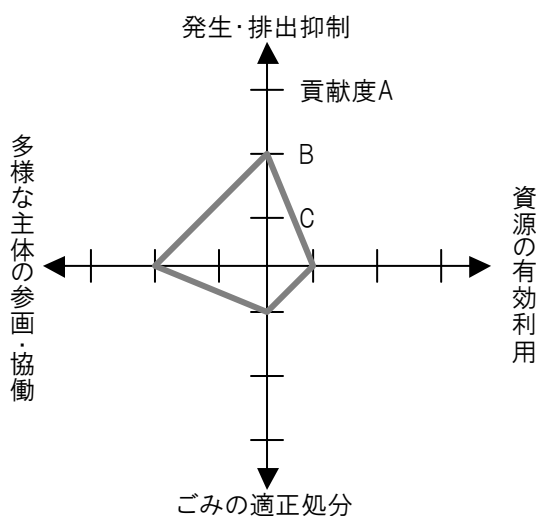 発生・排出抑制
貢献度A
B
C
多様な主体の参画・協働
資源の有効利用
ごみの適正処分